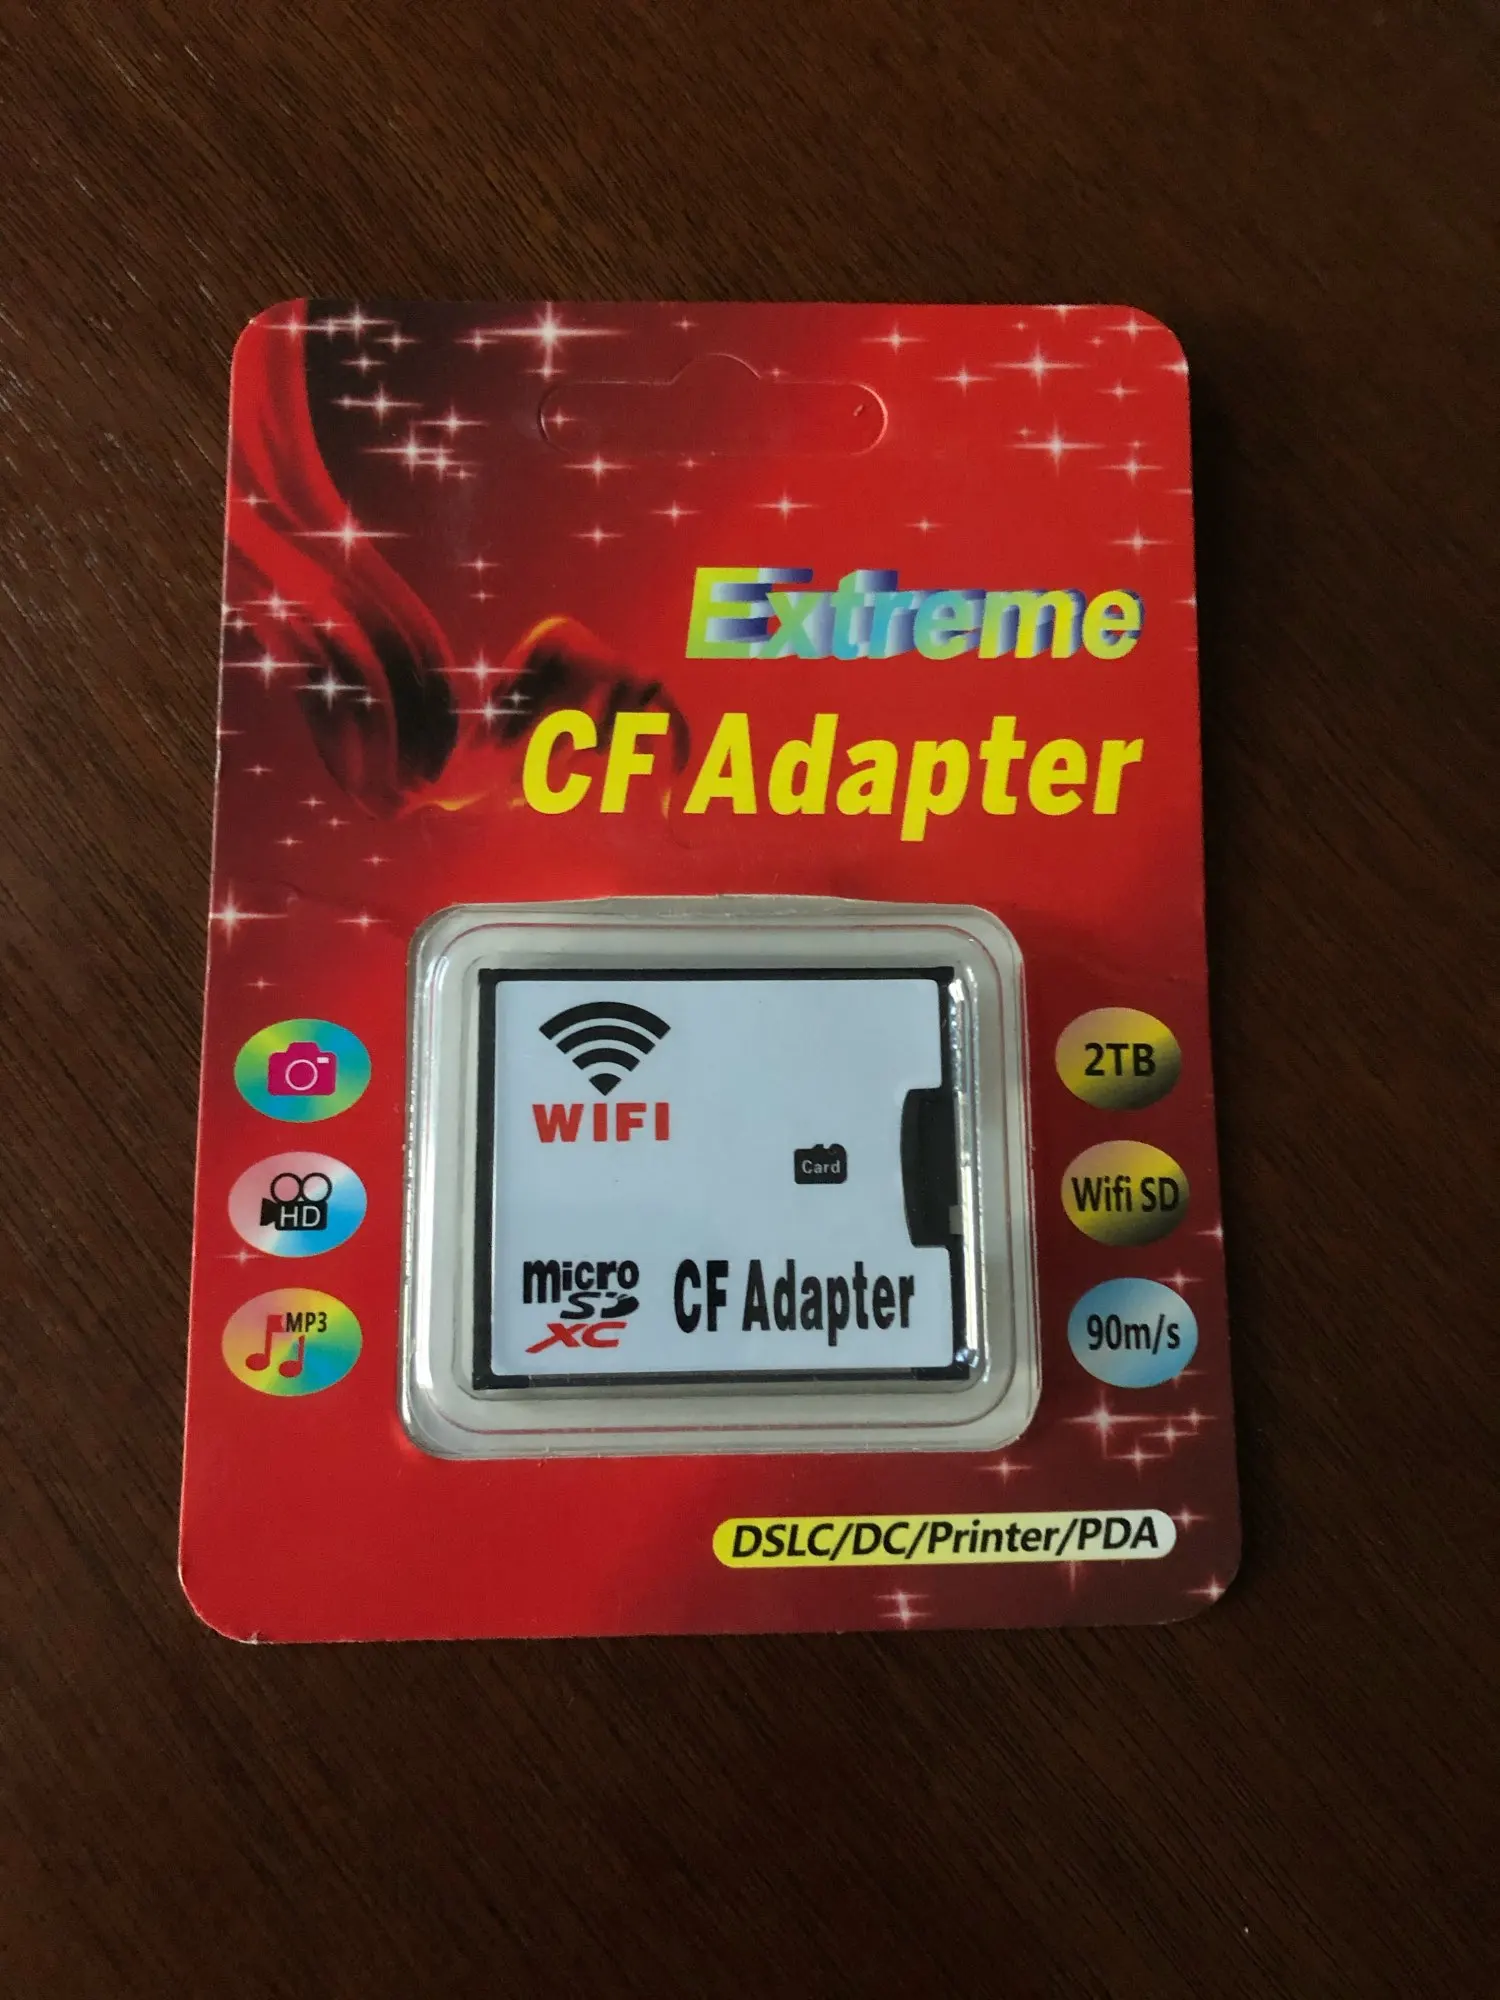 Extreme
CF Adapter
WIFI
Card
micro
SD
XC
CF Adapter
HD
MP3
2TB
Wifi SD
90m/s
DSLC/DC/Printer/PDA